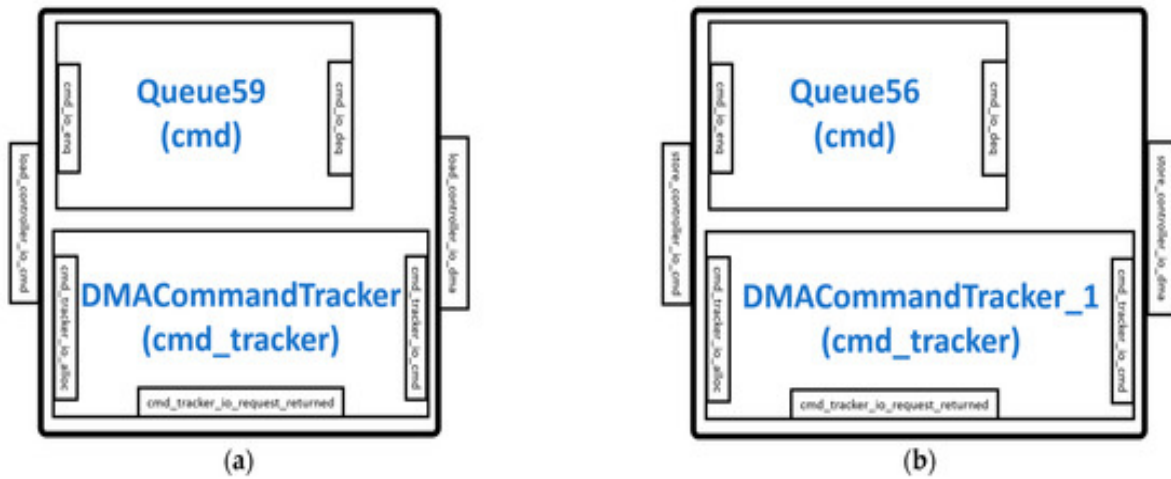 Queue59
(cmd)
cmd_io_enq
cmd_io_deq
load_controller_io_cmd
load_controller_io_dma
DMACommandTracker
(cmd_tracker)
cmd_tracker_io_alloc
cmd_tracker_io_cmd
cmd_tracker_io_request_returned
(a)
Queue56
(cmd)
cmd_io_enq
cmd_io_deq
store_controller_io_cmd
store_controller_io_dma
DMACommandTracker_1
(cmd_tracker)
cmd_tracker_io_alloc
cmd_tracker_io_cmd
cmd_tracker_io_request_returned
(b)